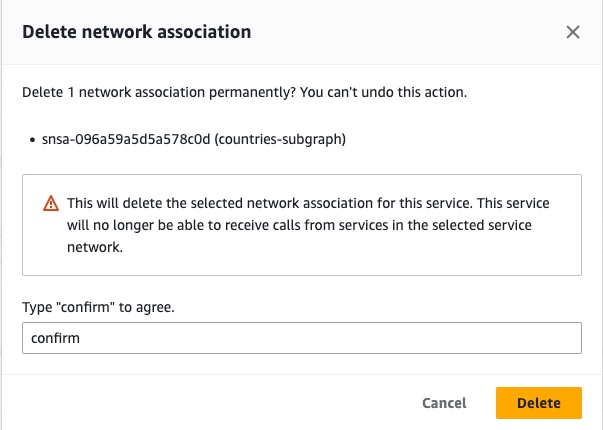 Delete network association
Delete 1 network association permanently? You can't undo this action.
• snsa-096a59a5d5a578c0d (countries-subgraph)
This will delete the selected network association for this service. This service
will no longer be able to receive calls from services in the selected service
network.
Type "confirm" to agree.
confirm
Cancel
Delete